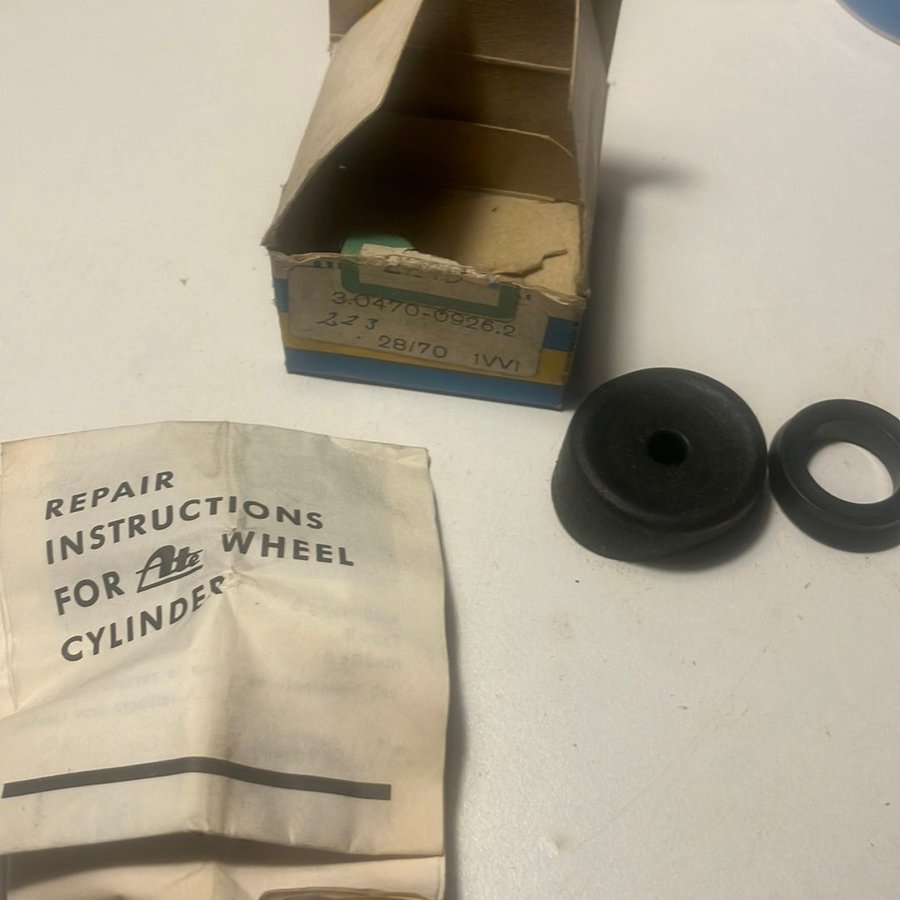 3.0470-0926.2
223
28/70 1VV1
REPAIR
INSTRUCTIONS
FOR Ate WHEEL
CYLINDER